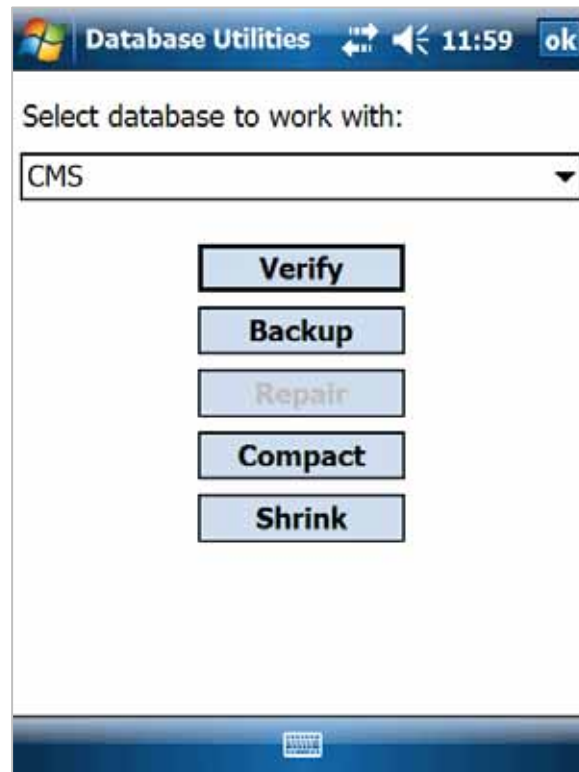 Database Utilities 11:59 ok
Select database to work with:
CMS
Verify
Backup
Repair
Compact
Shrink